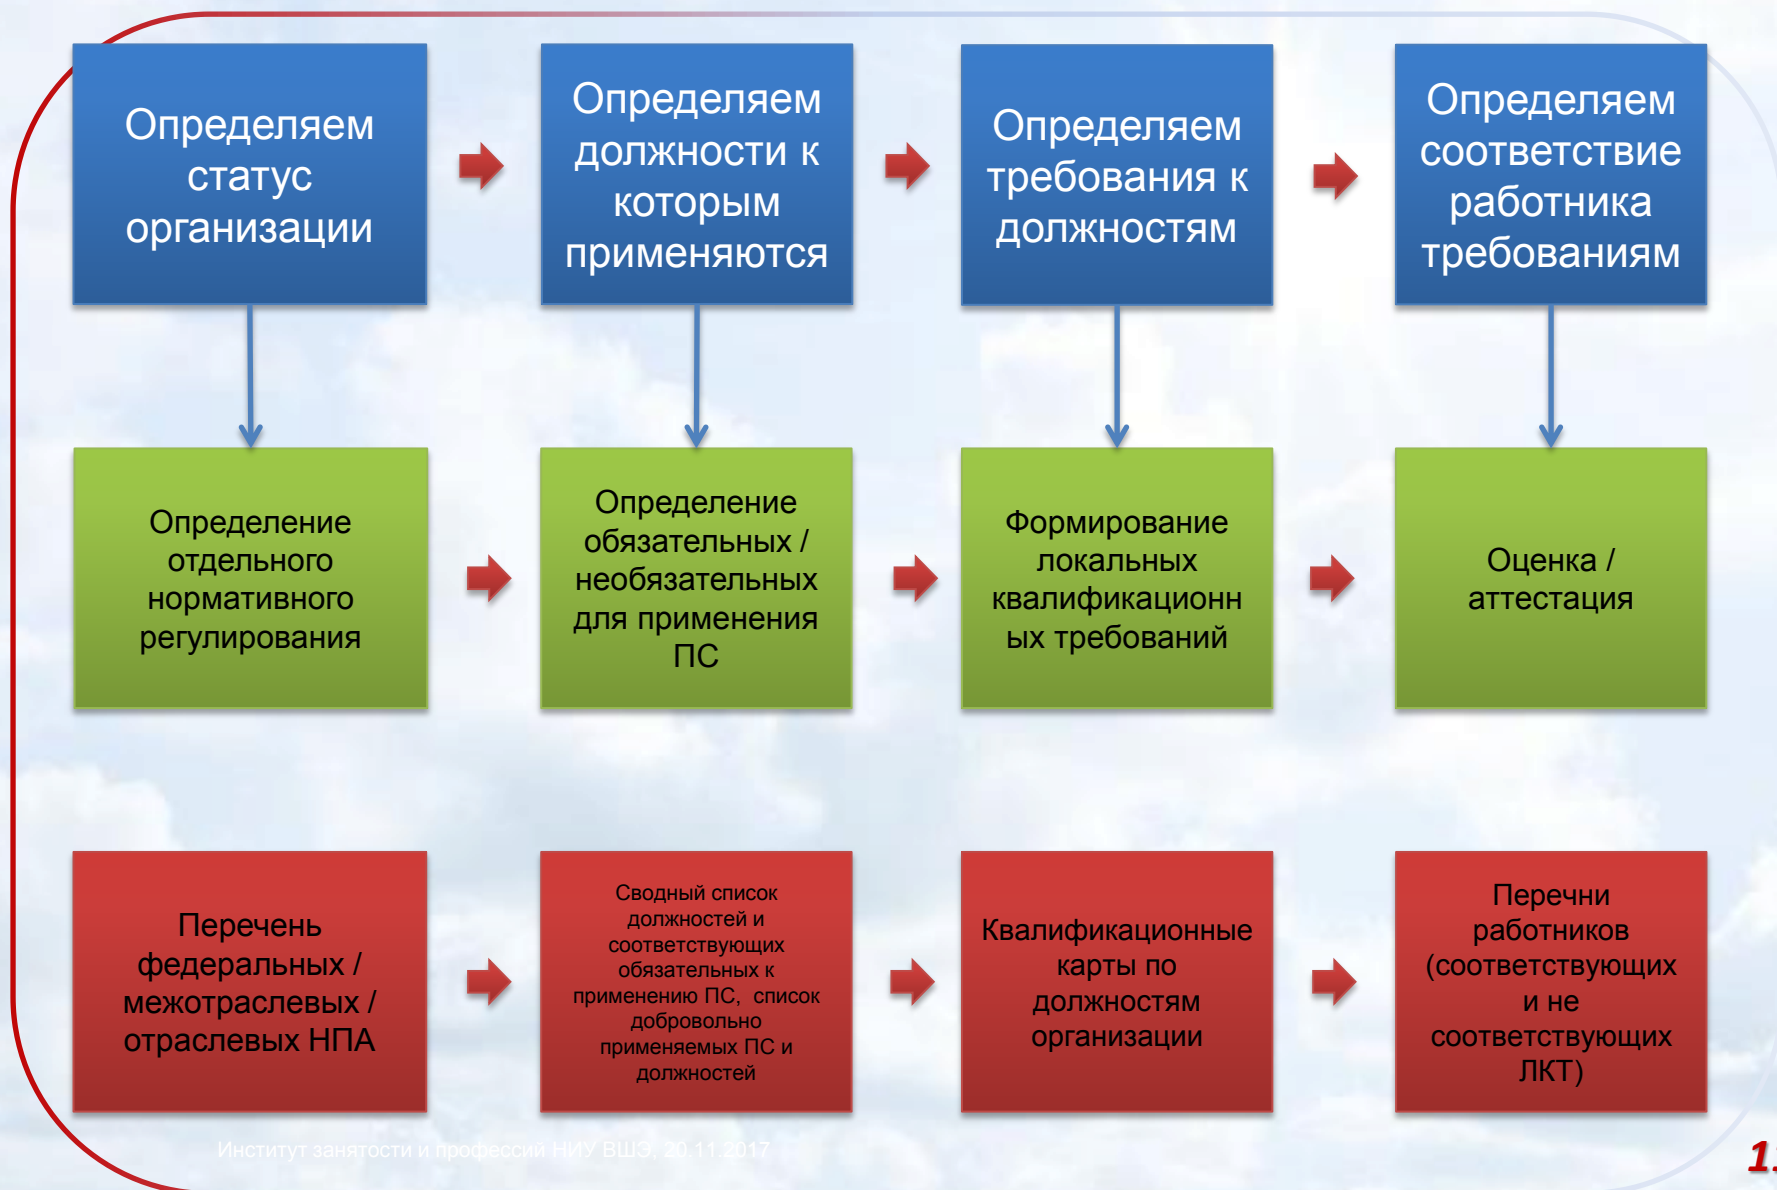 Определяем
статус
организации
Определяем
должности к
которым
применяются
Определяем
требования к
должностям
Определяем
соответствие
работника
требованиям
Определение
отдельного
нормативного
регулирования
Определение
обязательных /
необязательных
для применения
ПС
Формирование
локальных
квалификационн
ых требований
Оценка /
аттестация
Перечень
федеральных /
межотраслевых /
отраслевых НПА
Сводный список
должностей и
соответствующих
обязательных к
применению ПС, список
добровольно
применяемых ПС и
должностей
Квалификационные
карты по
должностям
организации
Перечни
работников
(соответствующих
и не
соответствующих
ЛКТ)
Институт занятости и профессий НИУ ВШЭ, 20.11.2017